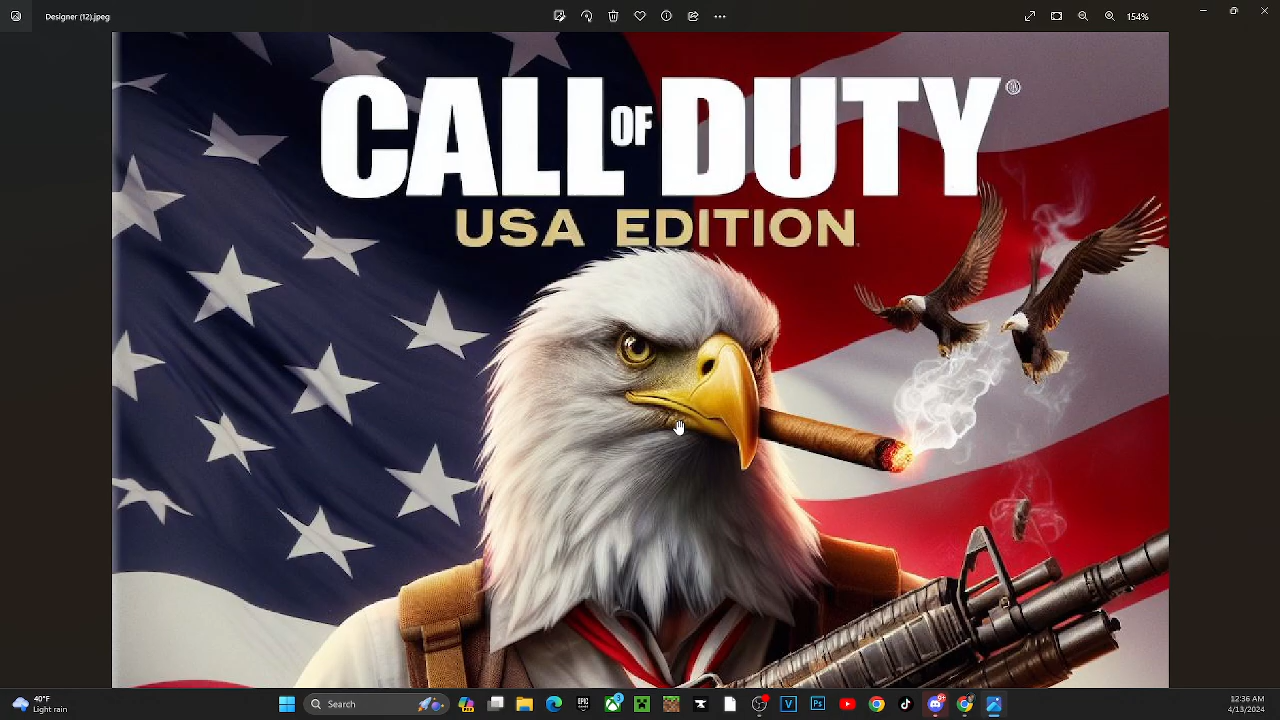 Designer (12).jpeg
154%
CALL OF DUTY®
USA EDITION
40°F
Light rain
Search
12:36 AM
4/13/2024